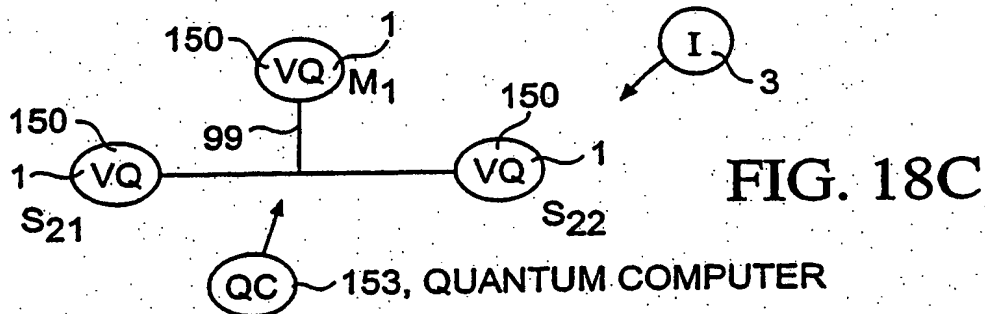 150
1
VQ
M1
I
3
150
99
150
1
VQ
VQ
1
S21
S22
FIG. 18C
QC
153, QUANTUM COMPUTER